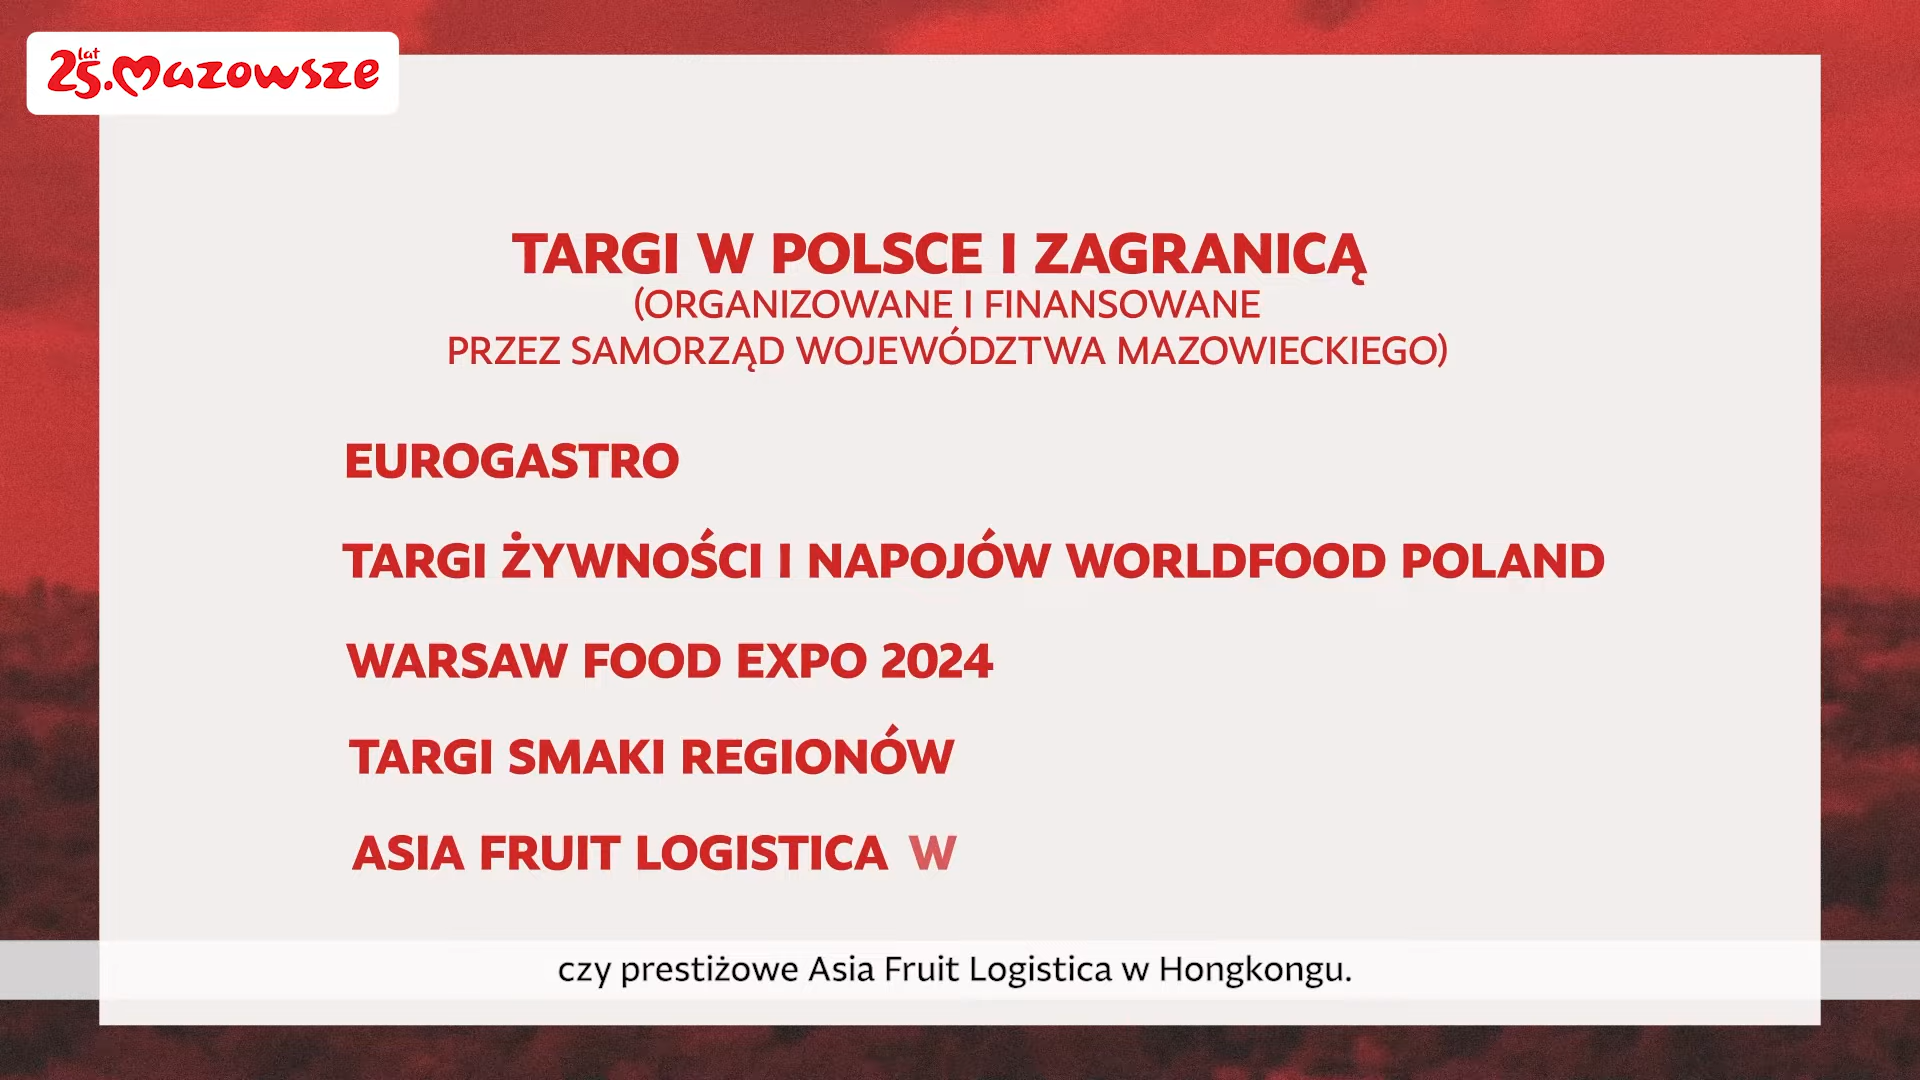 25 lat.Mazowsze
TARGI W POLSCE I ZAGRANICĄ
(ORGANIZOWANE I FINANSOWANE
PRZEZ SAMORZĄD WOJEWÓDZTWA MAZOWIECKIEGO)
EUROGASTRO
TARGI ŻYWNOŚCI I NAPOJÓW WORLDFOOD POLAND
WARSAW FOOD EXPO 2024
TARGI SMAKI REGIONÓW
ASIA FRUIT LOGISTICA W
czy prestiżowe Asia Fruit Logistica w Hongkongu.